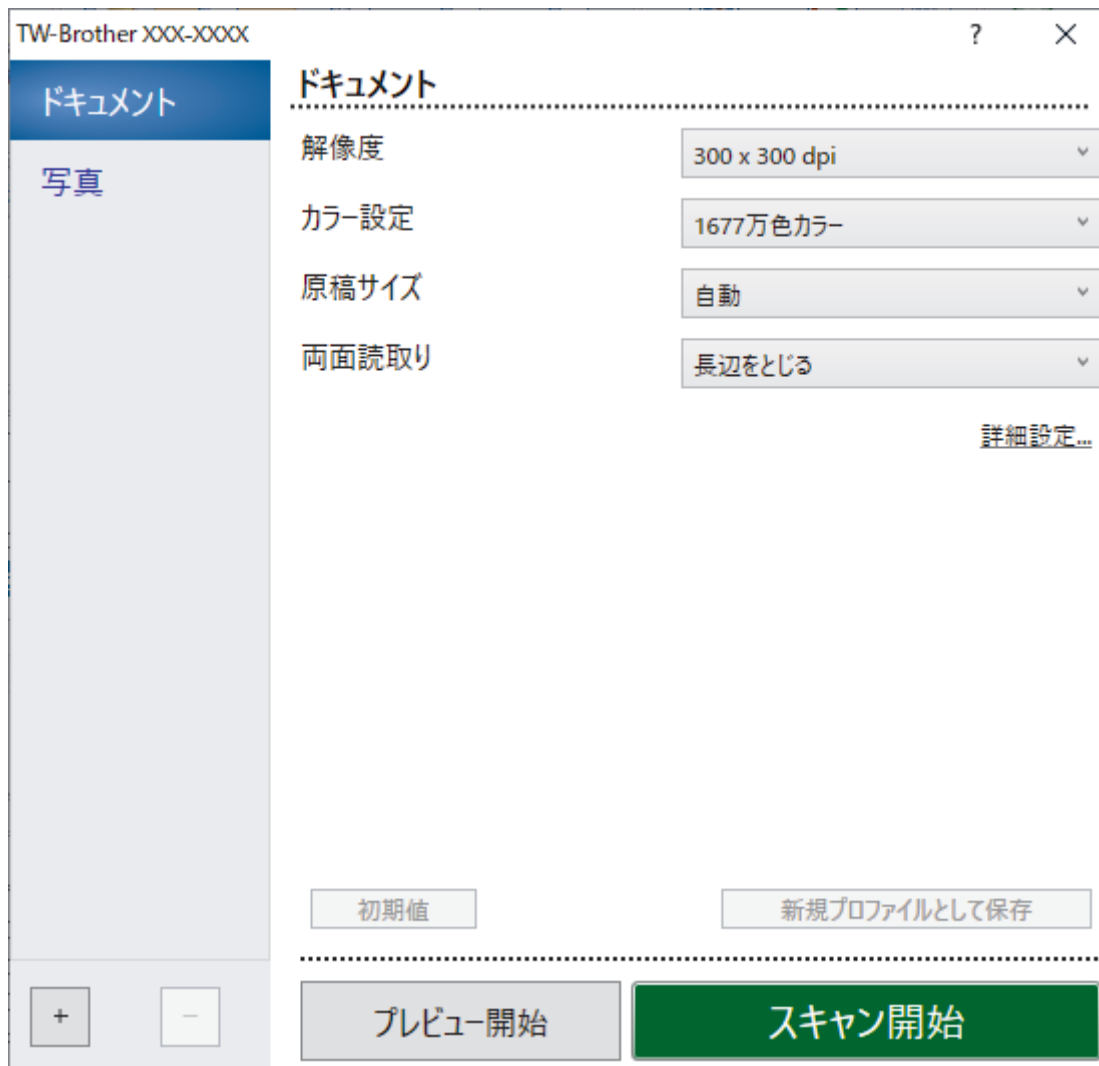 TW-Brother XXX-XXXX ? ×
ドキュメント
写真
ドキュメント
解像度 300 x 300 dpi
カラー設定 1677万色カラー
原稿サイズ 自動
両面読取り 長辺をとじる
詳細設定...
初期値 新規プロファイルとして保存
+ − プレビュー開始 スキャン開始